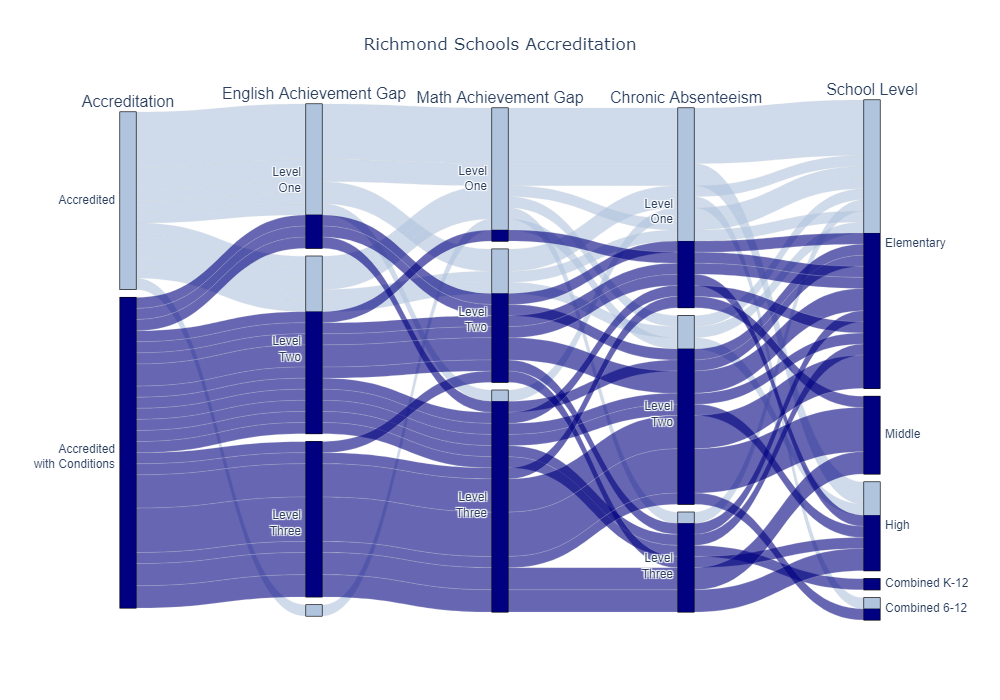 Richmond Schools Accreditation
Accreditation
English Achievement Gap
Math Achievement Gap
Chronic Absenteeism
School Level
Accredited
Accredited
with Conditions
Level
One
Level
Two
Level
Three
Level
One
Level
Two
Level
Three
Level
One
Level
Two
Level
Three
Elementary
Middle
High
Combined K-12
Combined 6-12